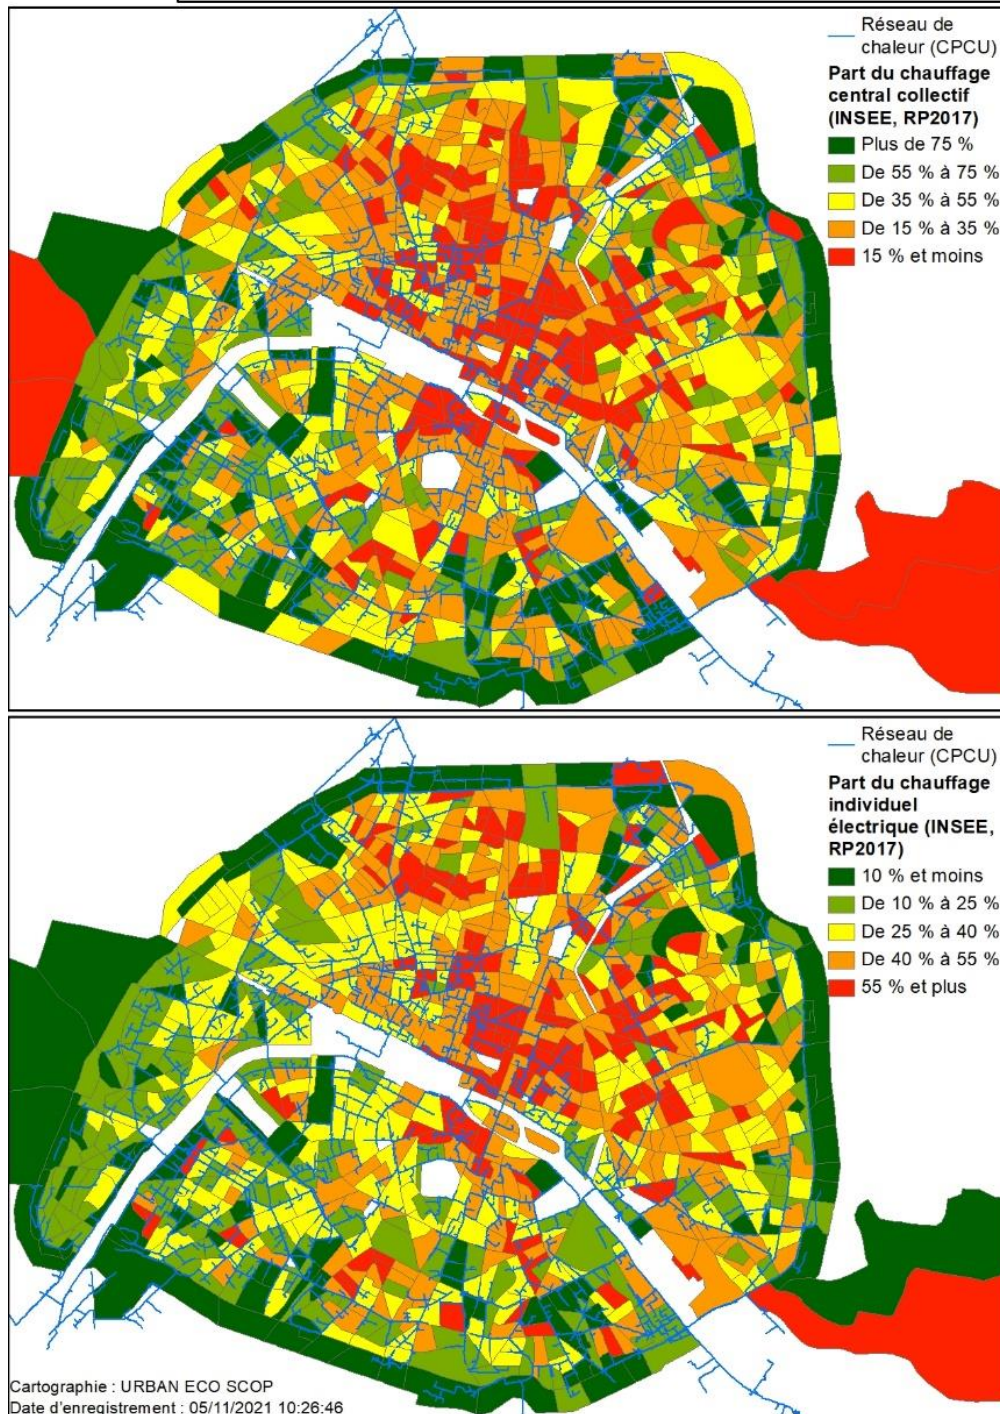 Réseau de
chaleur (CPCU)
Part du chauffage
central collectif
(INSEE, RP2017)
Plus de 75 %
De 55 % à 75 %
De 35 % à 55 %
De 15 % à 35 %
15 % et moins
Réseau de
chaleur (CPCU)
Part du chauffage
individuel
électrique (INSEE,
RP2017)
10 % et moins
De 10 % à 25 %
De 25 % à 40 %
De 40 % à 55 %
55 % et plus
Cartographie : URBAN ECO SCOP
Date d'enregistrement : 05/11/2021 10:26:46